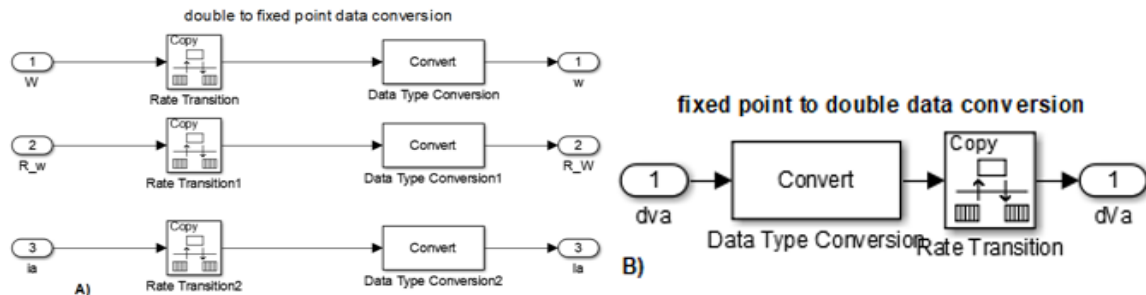 double to fixed point data conversion
Copy
1
W
Rate Transition
Convert
Data Type Conversion
1
w
Copy
2
R_w
Rate Transition1
Convert
Data Type Conversion1
2
R_W
Copy
3
ia
Rate Transition2
Convert
Data Type Conversion2
3
Ia
A)
fixed point to double data conversion
1
dva
Convert
Data Type Conversion
Copy
Rate Transition
1
dVa
B)